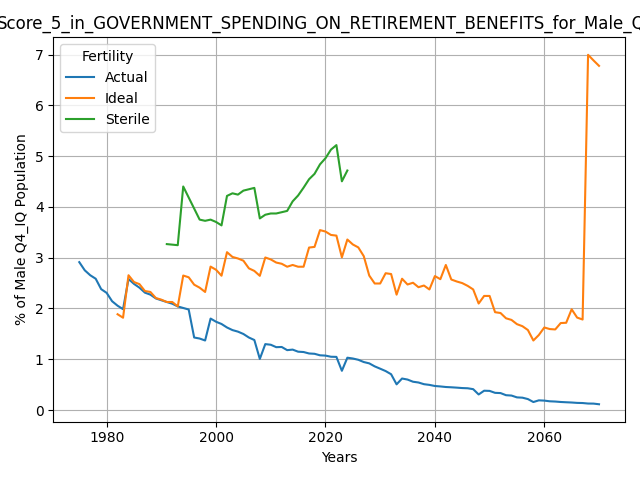 Score_5_in_GOVERNMENT_SPENDING_ON_RETIREMENT_BENEFITS_for_Male_Q
Fertility
Actual
Ideal
Sterile
% of Male Q4_IQ Population
7
6
5
4
3
2
1
0
1980 2000 2020 2040 2060
Years